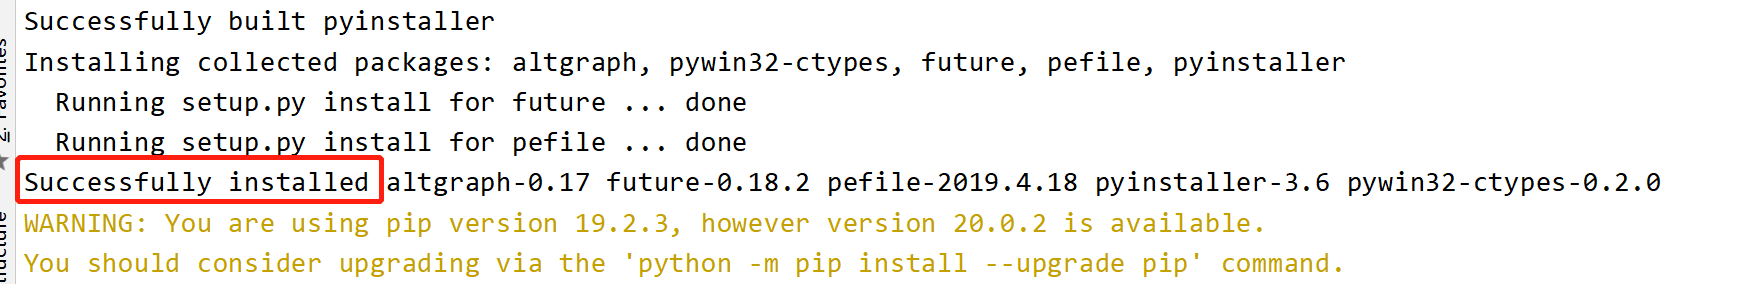 Successfully built pyinstaller
Installing collected packages: altgraph, pywin32-ctypes, future, pefile, pyinstaller
Running setup.py install for future ... done
Running setup.py install for pefile ... done
Successfully installed altgraph-0.17 future-0.18.2 pefile-2019.4.18 pyinstaller-3.6 pywin32-ctypes-0.2.0
WARNING: You are using pip version 19.2.3, however version 20.0.2 is available.
You should consider upgrading via the 'python -m pip install --upgrade pip' command.
2: Favorites